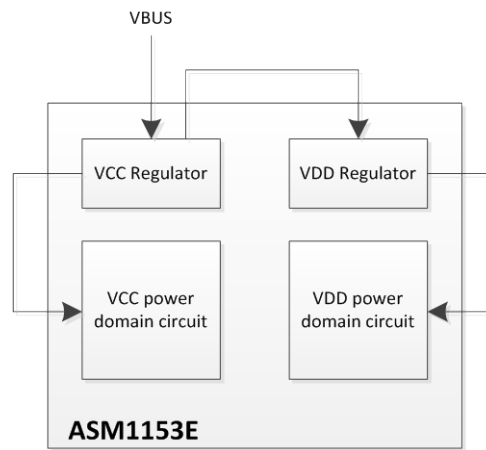 VBUS
VCC Regulator
VDD Regulator
VCC power
domain circuit
VDD power
domain circuit
ASM1153E